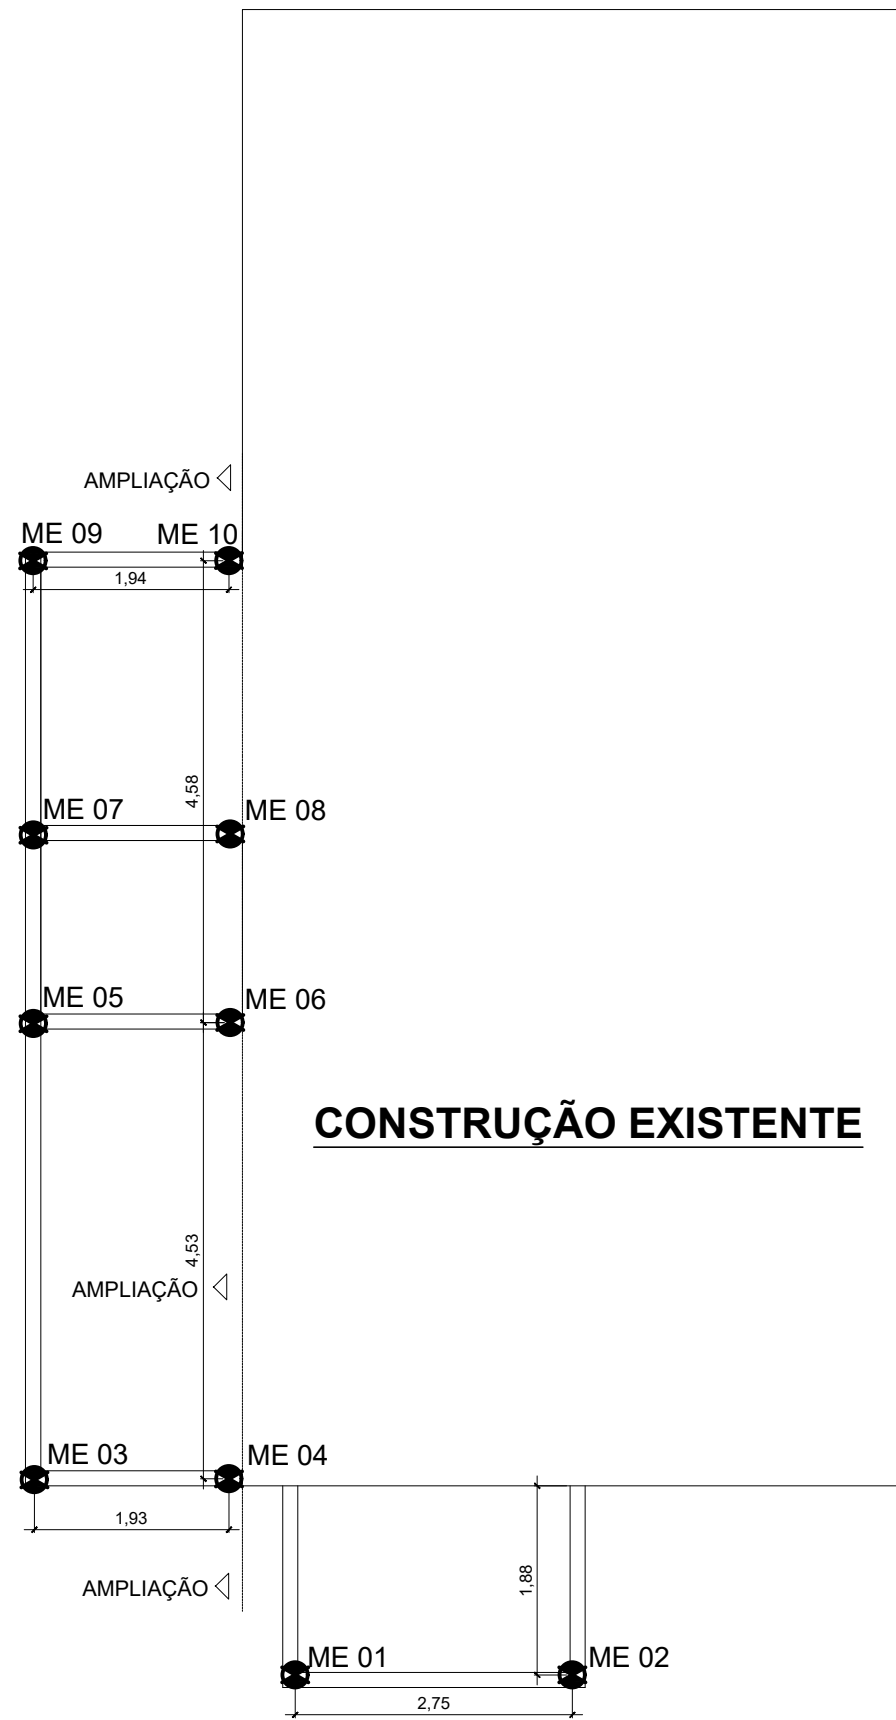 AMPLIAÇÃO
ME 09
ME 10
1,94
4,58
ME 07
ME 08
ME 05
ME 06
CONSTRUÇÃO EXISTENTE
4,53
AMPLIAÇÃO
ME 03
ME 04
1,93
1,88
AMPLIAÇÃO
ME 01
ME 02
2,75